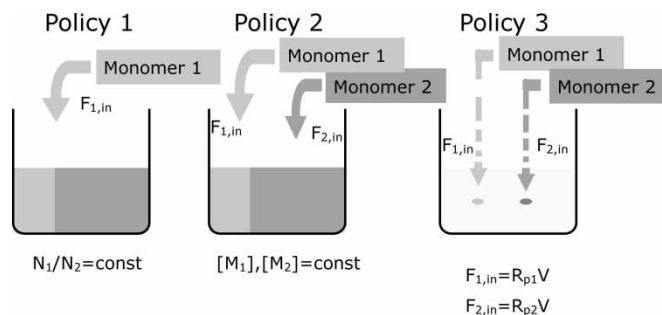 Policy 1
Policy 2
Policy 3
Monomer 1
F1,in
Monomer 1
Monomer 2
F1,in
F2,in
Monomer 1
Monomer 2
F1,in
F2,in
N1/N2=const
[M1],[M2]=const
F1,in=Rp1V
F2,in=Rp2V